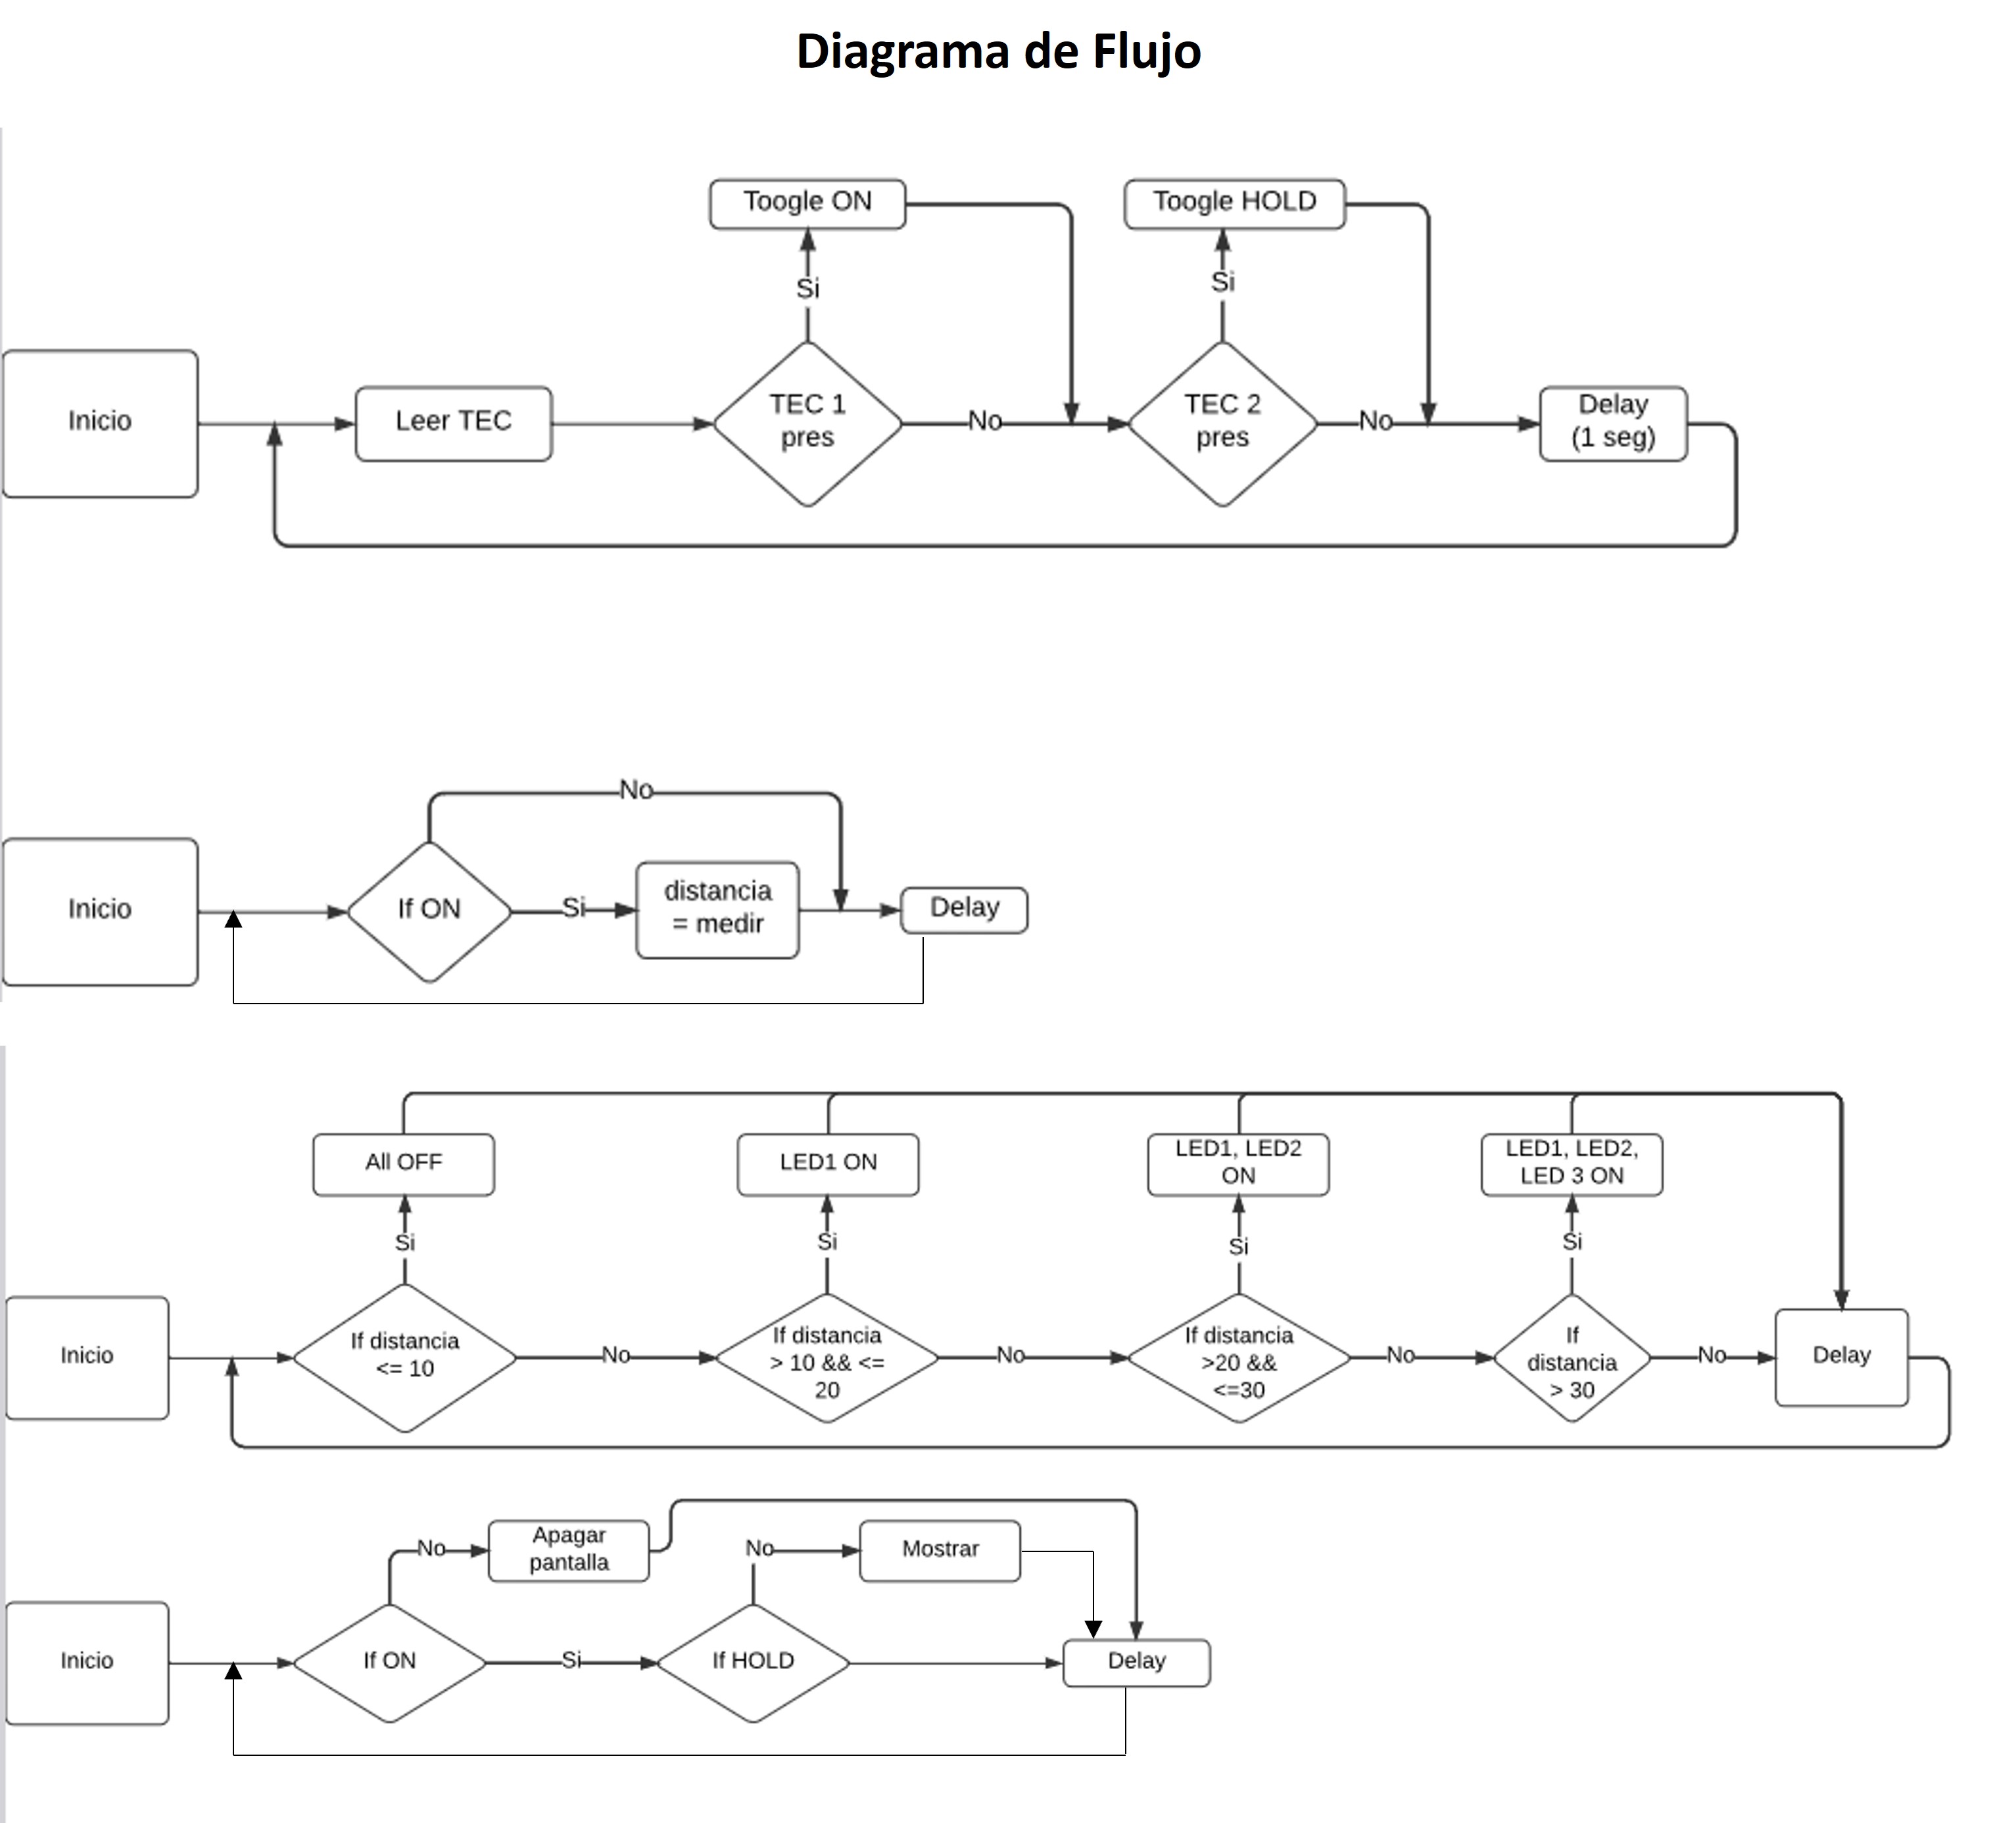 Diagrama de Flujo
Toogle ON
Toogle HOLD
Si
Si
Inicio
Leer TEC
TEC 1
pres
No
TEC 2
pres
No
Delay
(1 seg)
No
Inicio
If ON
Si
distancia
= medir
Delay
All OFF
LED1 ON
LED1, LED2
ON
LED1, LED2,
LED 3 ON
Si
Si
Si
Si
Inicio
If distancia
<= 10
No
If distancia
> 10 && <=
20
No
If distancia
>20 &&
<=30
No
If
distancia
> 30
No
Delay
No
Apagar
pantalla
No
Mostrar
Inicio
If ON
Si
If HOLD
Delay